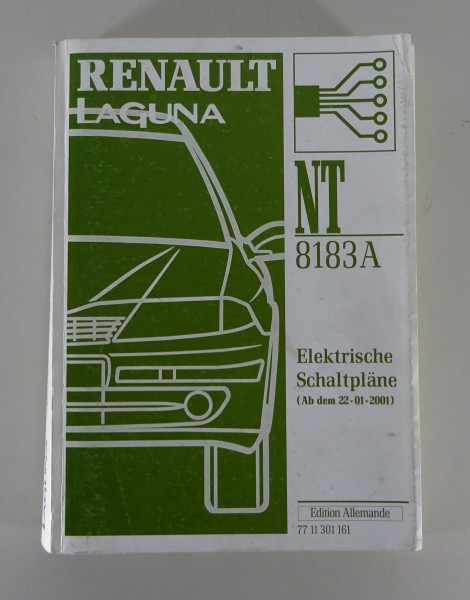 RENAULT
LAGUNA
NT
8183A
Elektrische
Schaltpläne
(Ab dem 22-01-2001)
Edition Allemande
77 11 301 161